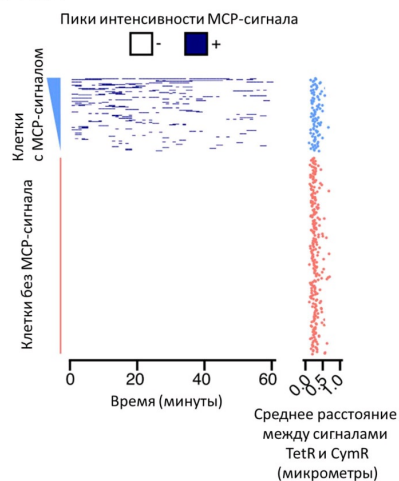 Пики интенсивности MCP-сигнала
- +
Клетки
с MCP-сигналом
Клетки без MCP-сигнала
0 20 40 60
Время (минуты)
0.0 0.5 1.0
Среднее расстояние
между сигналами
TetR и CymR
(микрометры)